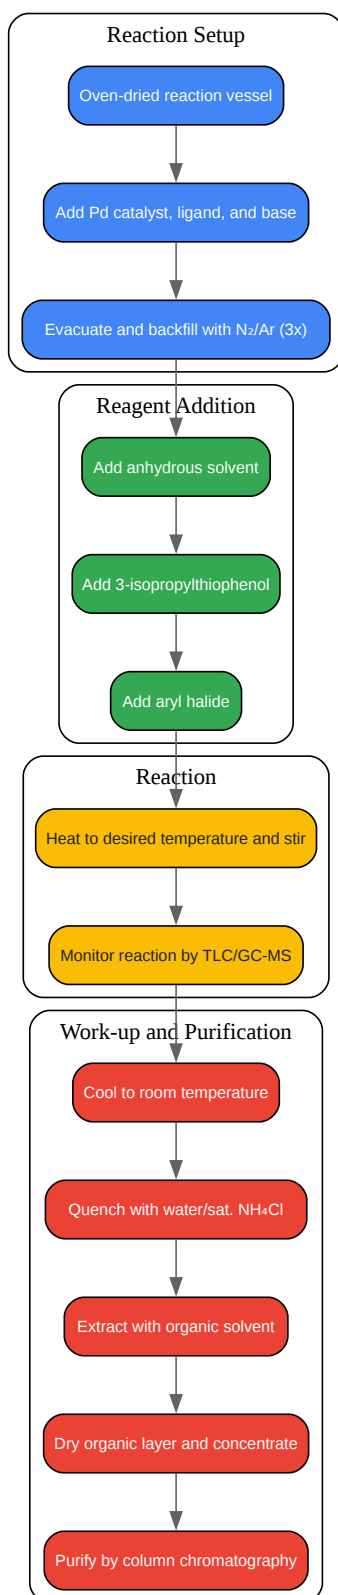 Reaction Setup
Oven-dried reaction vessel
Add Pd catalyst, ligand, and base
Evacuate and backfill with N₂/Ar (3x)
Reagent Addition
Add anhydrous solvent
Add 3-isopropylthiophenol
Add aryl halide
Reaction
Heat to desired temperature and stir
Monitor reaction by TLC/GC-MS
Work-up and Purification
Cool to room temperature
Quench with water/sat. NH₄Cl
Extract with organic solvent
Dry organic layer and concentrate
Purify by column chromatography